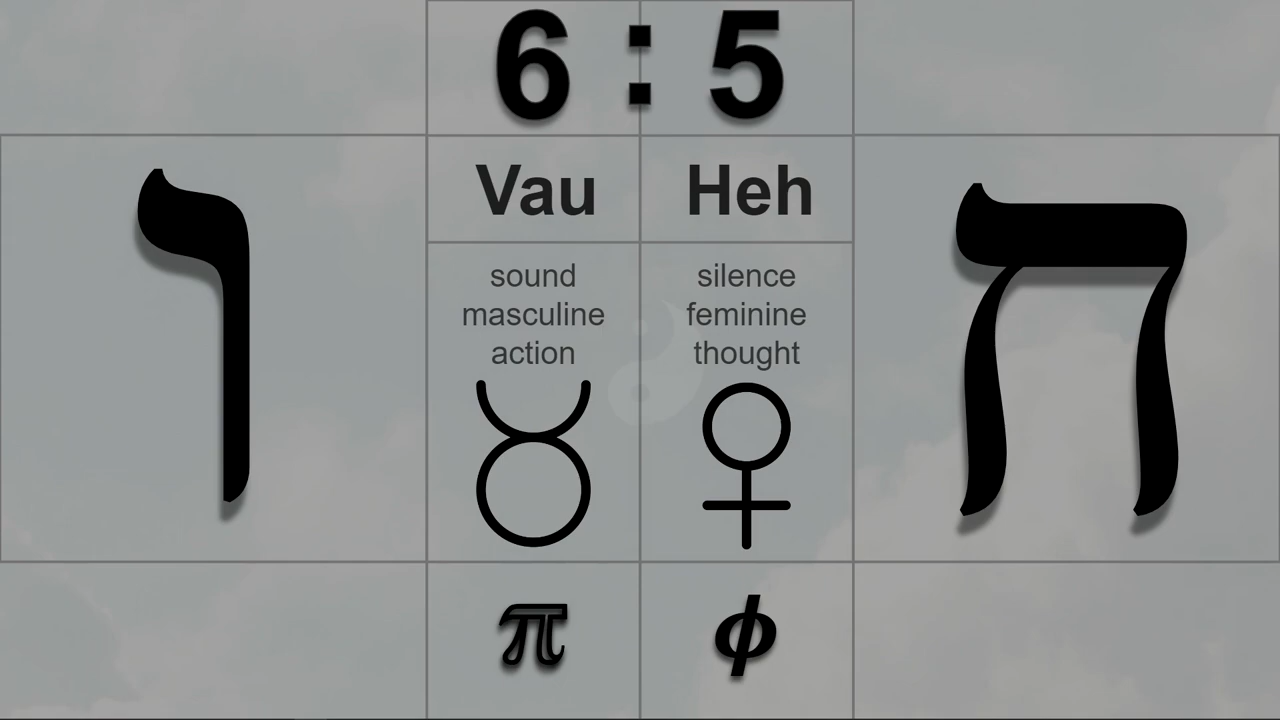 6 : 5
Vau Heh
ו
ח
sound silence
masculine feminine
action thought
♉ ♀
π ϕ